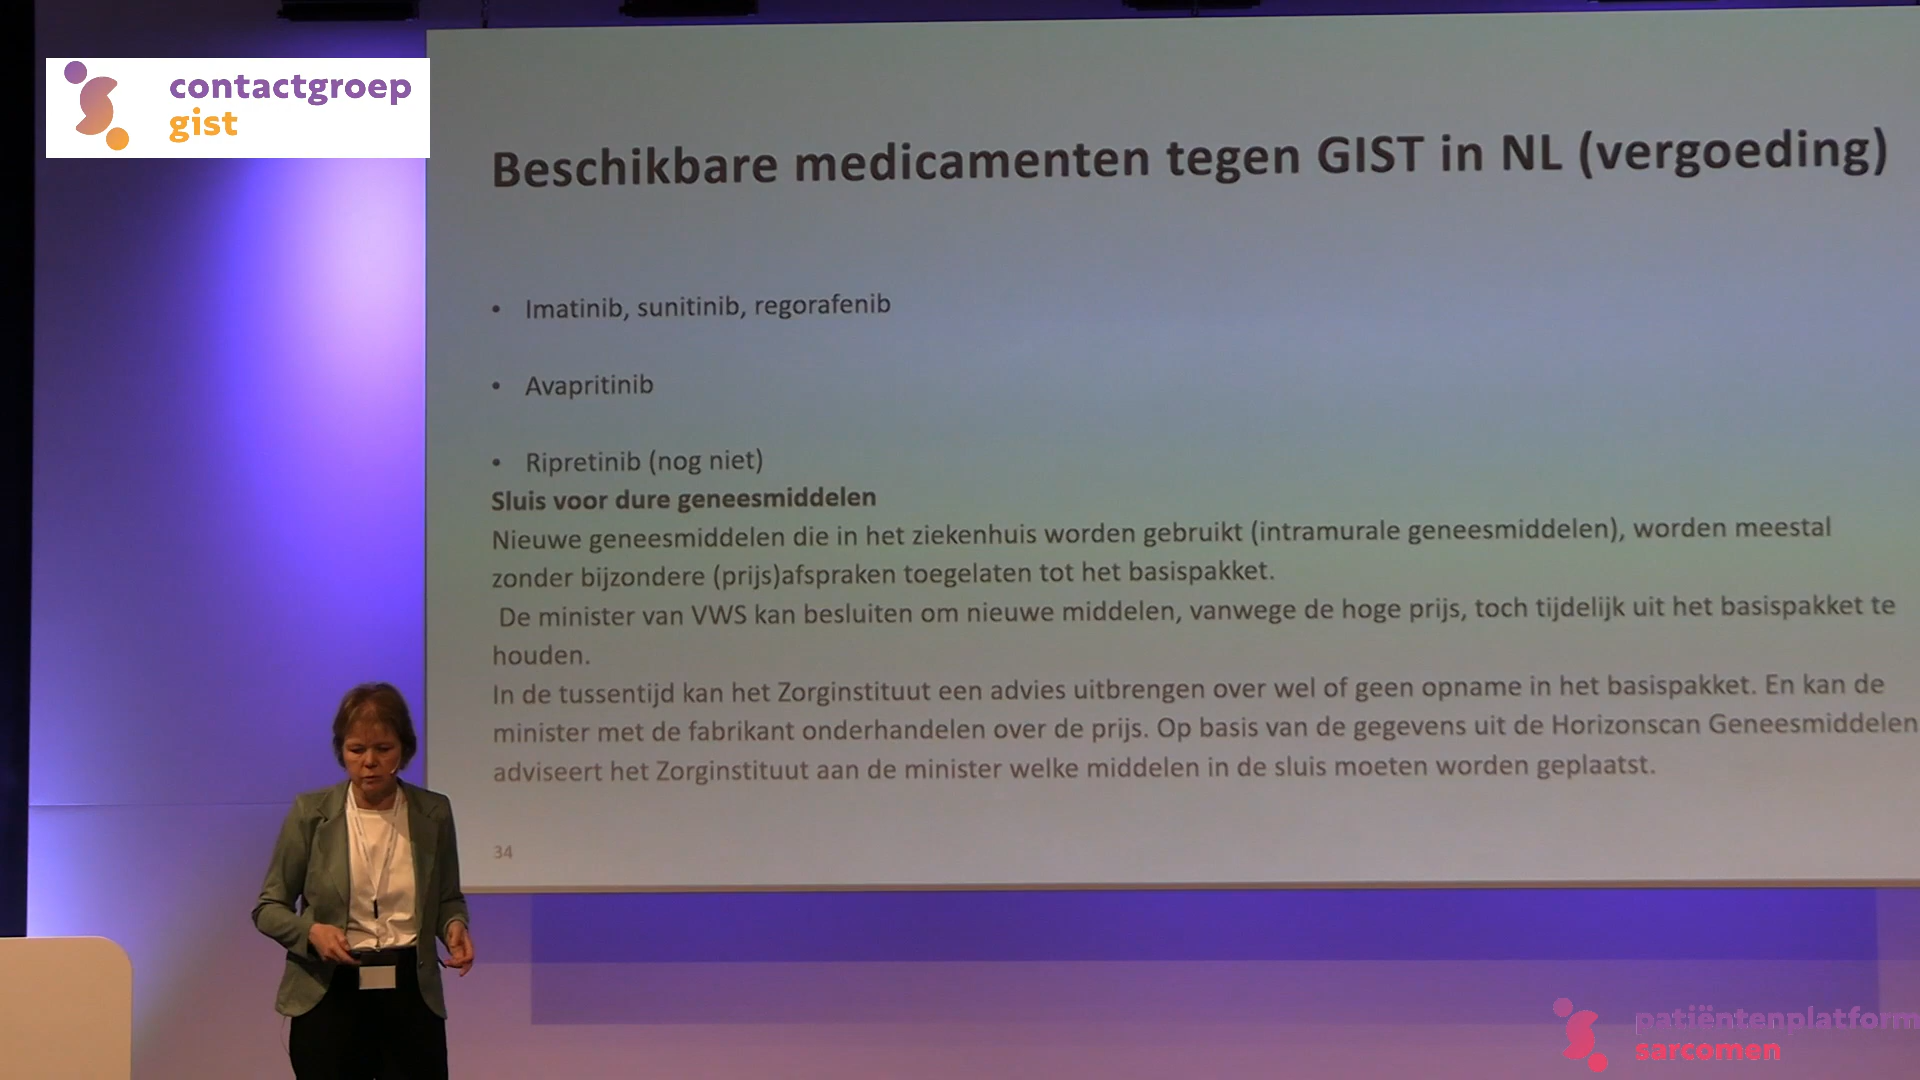 contactgroep
gist
Beschikbare medicamenten tegen GIST in NL (vergoeding)
• Imatinib, sunitinib, regorafenib
• Avapritinib
• Ripretinib (nog niet)
Sluis voor dure geneesmiddelen
Nieuwe geneesmiddelen die in het ziekenhuis worden gebruikt (intramurale geneesmiddelen), worden meestal
zonder bijzondere (prijs)afspraken toegelaten tot het basispakket.
De minister van VWS kan besluiten om nieuwe middelen, vanwege de hoge prijs, toch tijdelijk uit het basispakket te
houden.
In de tussentijd kan het Zorginstituut een advies uitbrengen over wel of geen opname in het basispakket. En kan de
minister met de fabrikant onderhandelen over de prijs. Op basis van de gegevens uit de Horizonscan Geneesmiddelen
adviseert het Zorginstituut aan de minister welke middelen in de sluis moeten worden geplaatst.
34
patiëntenplatform
sarcomen